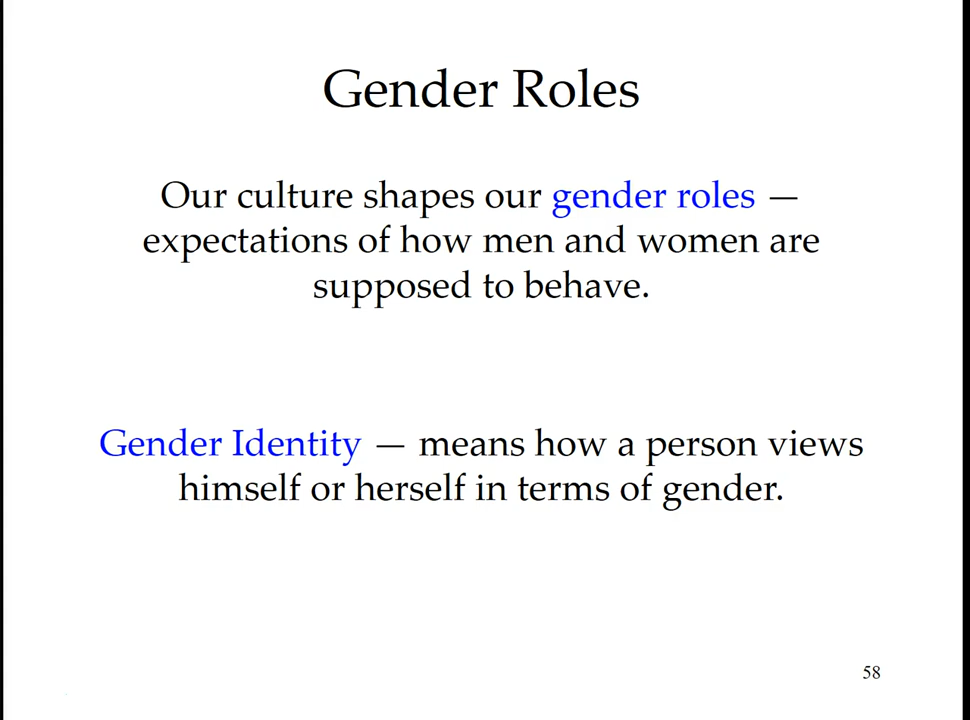 Gender Roles
Our culture shapes our gender roles —
expectations of how men and women are
supposed to behave.
Gender Identity — means how a person views
himself or herself in terms of gender.
58